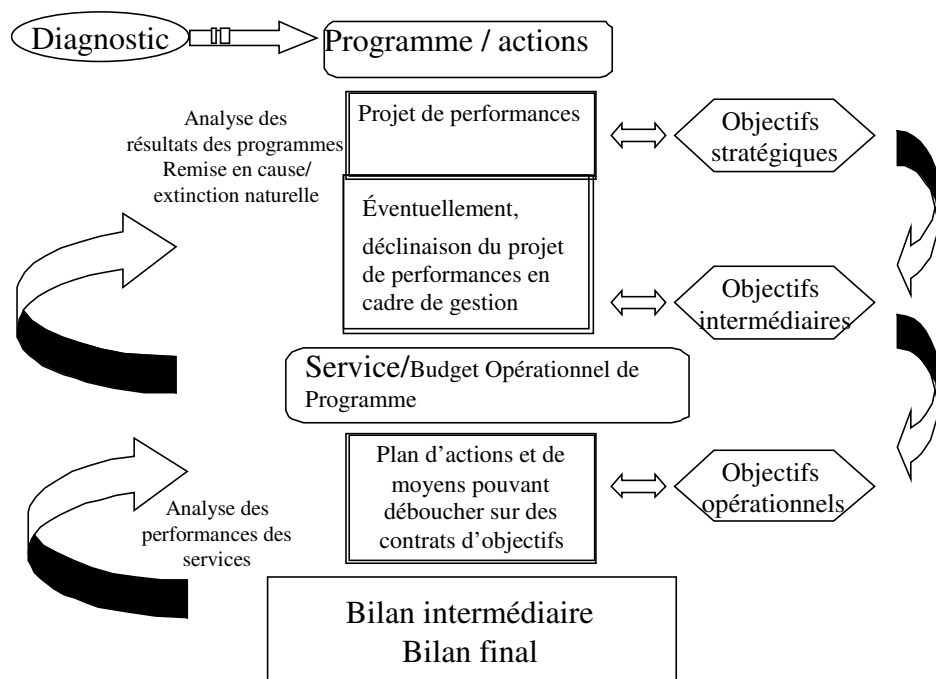 Diagnostic
Programme / actions
Analyse des
résultats des programmes
Remise en cause/
extinction naturelle
Projet de performances
Objectifs
stratégiques
Éventuellement,
déclinaison du projet
de performances en
cadre de gestion
Objectifs
intermédiaires
Service/Budget Opérationnel de
Programme
Analyse des
performances des
services
Plan d’actions et de
moyens pouvant
déboucher sur des
contrats d’objectifs
Objectifs
opérationnels
Bilan intermédiaire
Bilan final